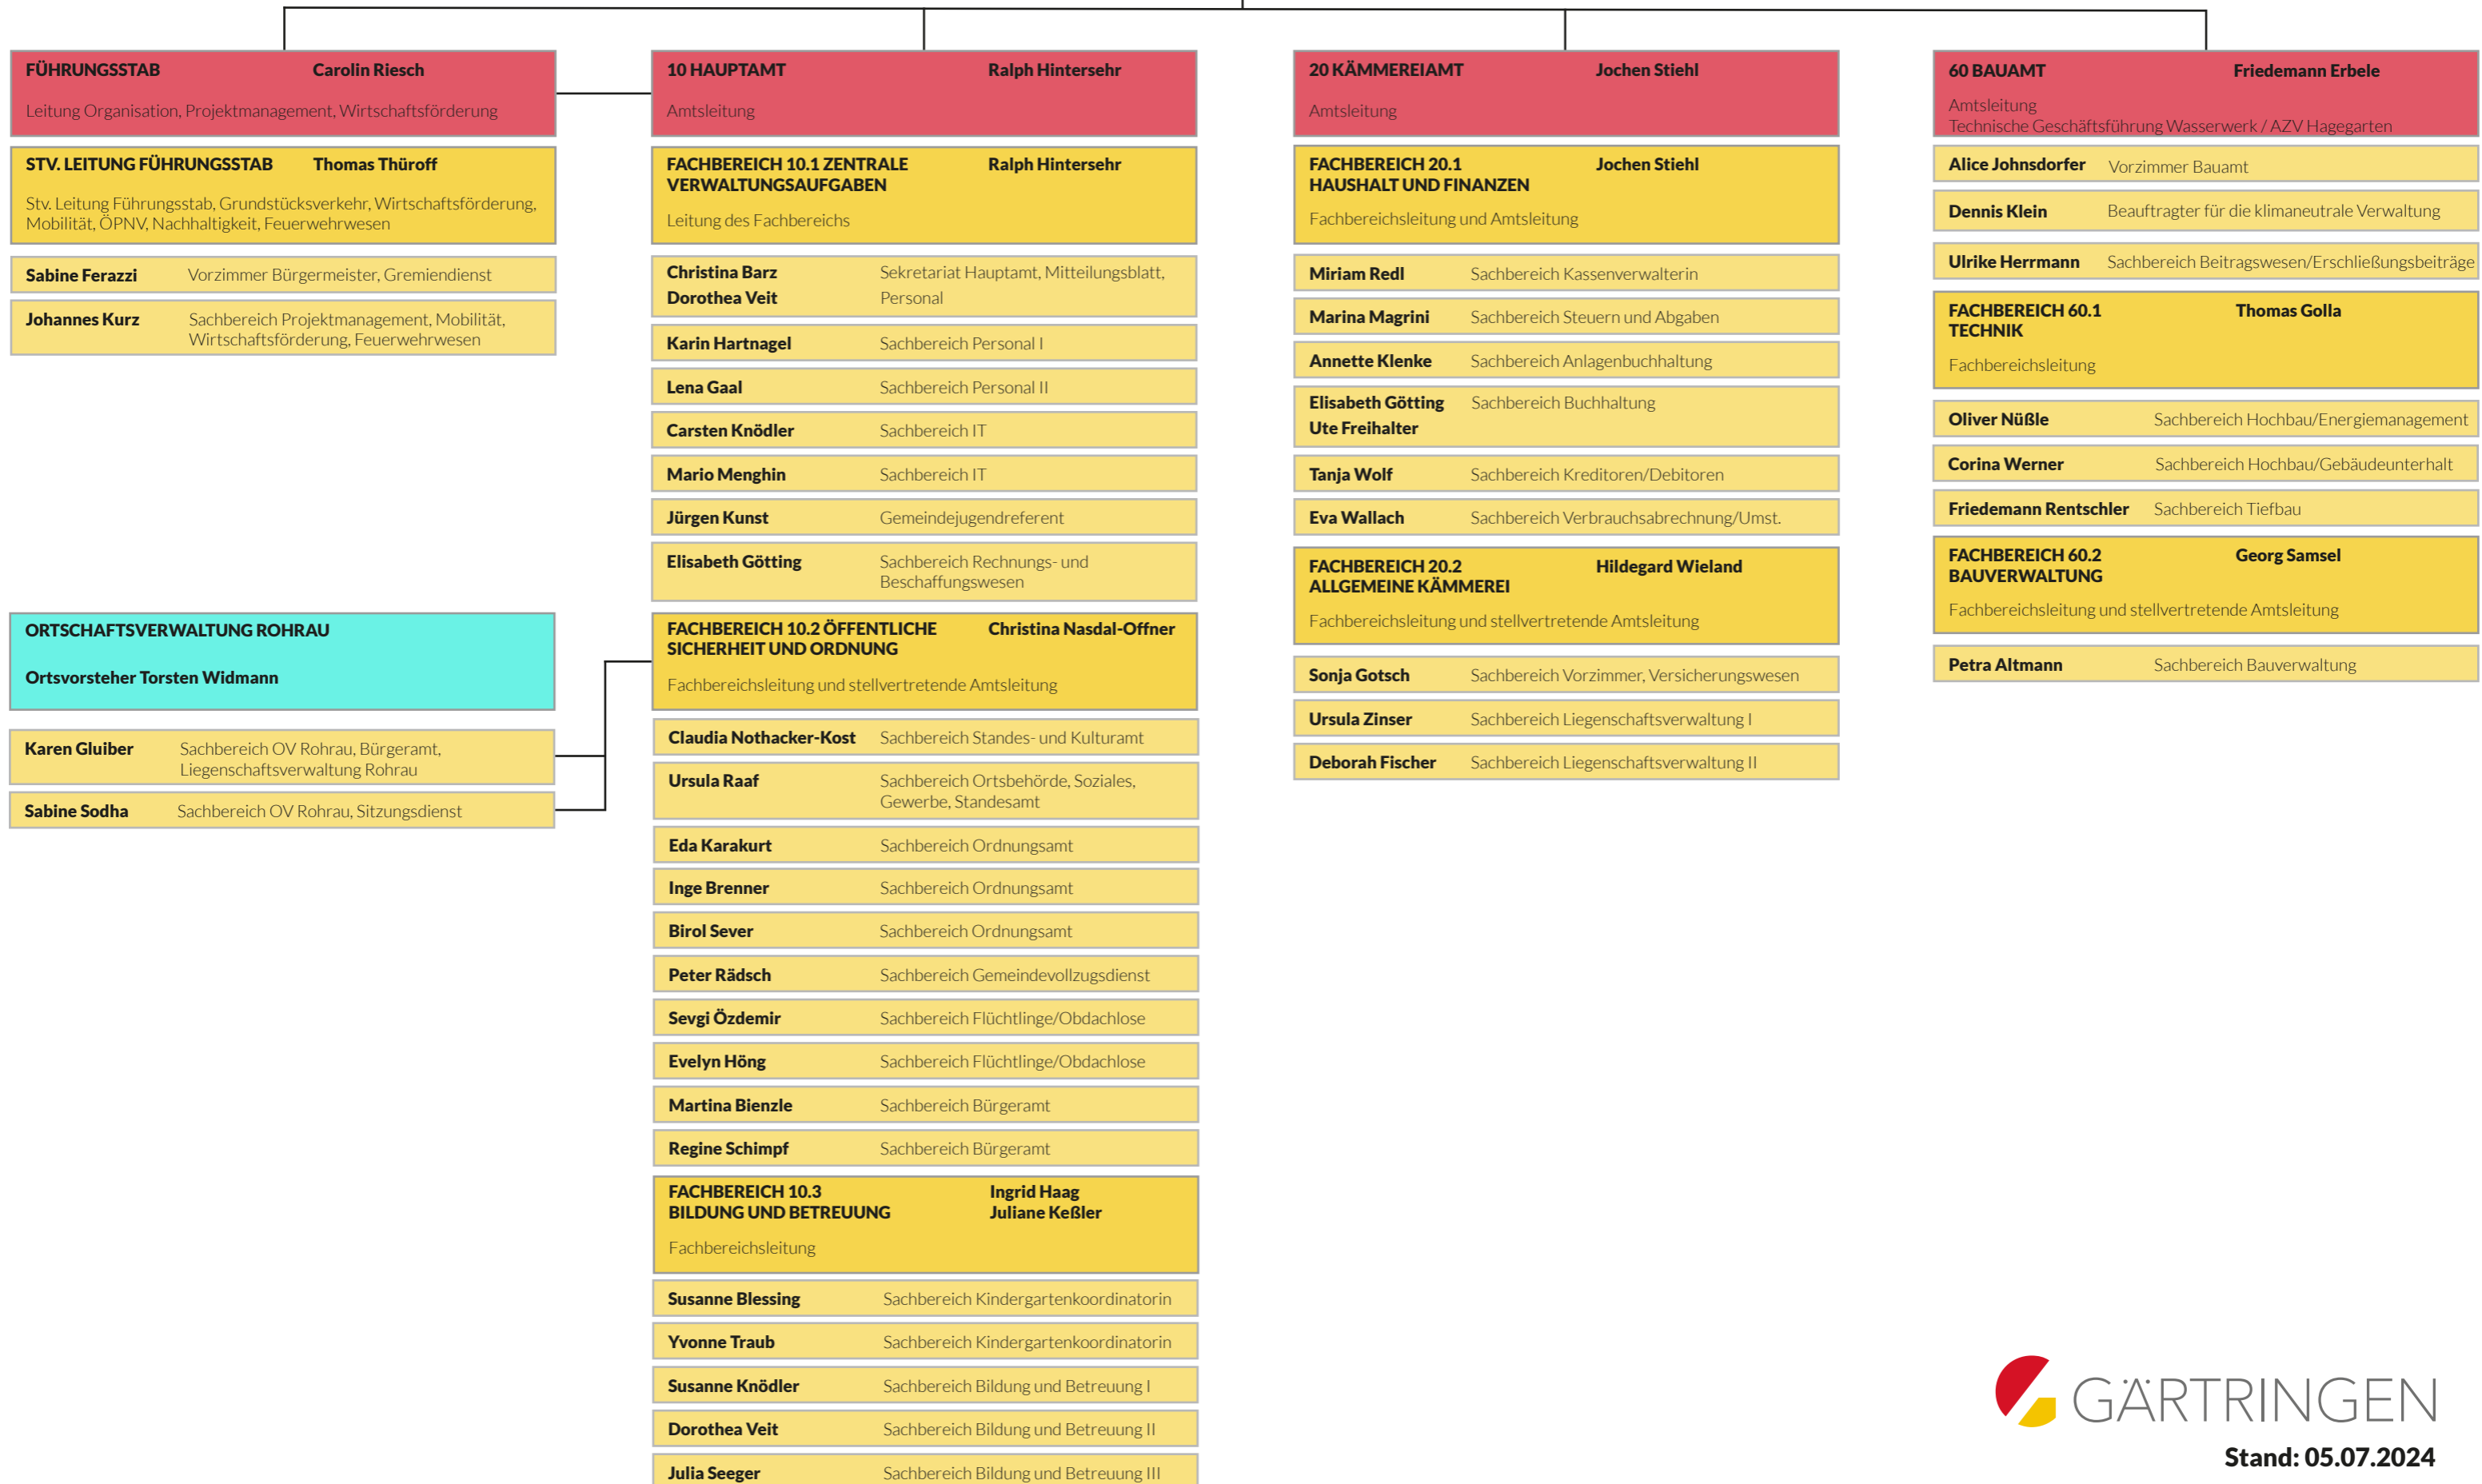 FÜHRUNGSSTAB Carolin Riesch
Leitung Organisation, Projektmanagement, Wirtschaftsförderung
STV. LEITUNG FÜHRUNGSSTAB Thomas Thüroff
Stv. Leitung Führungsstab, Grundstücksverkehr, Wirtschaftsförderung,
Mobilität, ÖPNV, Nachhaltigkeit, Feuerwehrwesen
Sabine Ferazzi Vorzimmer Bürgermeister, Gremiendienst
Johannes Kurz Sachbereich Projektmanagement, Mobilität,
Wirtschaftsförderung, Feuerwehrwesen
ORTSCHAFTSVERWALTUNG ROHRAU
Ortsvorsteher Torsten Widmann
Karen Gluiber Sachbereich OV Rohrau, Bürgeramt,
Liegenschaftsverwaltung Rohrau
Sabine Sodha Sachbereich OV Rohrau, Sitzungsdienst
10 HAUPTAMT Ralph Hintersehr
Amtsleitung
FACHBEREICH 10.1 ZENTRALE Ralph Hintersehr
VERWALTUNGSAUFGABEN
Leitung des Fachbereichs
Christina Barz Sekretariat Hauptamt, Mitteilungsblatt,
Dorothea Veit Personal
Karin Hartnagel Sachbereich Personal I
Lena Gaal Sachbereich Personal II
Carsten Knödler Sachbereich IT
Mario Menghin Sachbereich IT
Jürgen Kunst Gemeindejugendreferent
Elisabeth Götting Sachbereich Rechnungs- und
Beschaffungswesen
FACHBEREICH 10.2 ÖFFENTLICHE Christina Nasdal-Offner
SICHERHEIT UND ORDNUNG
Fachbereichsleitung und stellvertretende Amtsleitung
Claudia Nothacker-Kost Sachbereich Standes- und Kulturamt
Ursula Raaf Sachbereich Ortsbehörde, Soziales,
Gewerbe, Standesamt
Eda Karakurt Sachbereich Ordnungsamt
Inge Brenner Sachbereich Ordnungsamt
Birol Sever Sachbereich Ordnungsamt
Peter Rädsch Sachbereich Gemeindevollzugsdienst
Sevgi Özdemir Sachbereich Flüchtlinge/Obdachlose
Evelyn Höng Sachbereich Flüchtlinge/Obdachlose
Martina Bienzle Sachbereich Bürgeramt
Regine Schimpf Sachbereich Bürgeramt
FACHBEREICH 10.3 Ingrid Haag
BILDUNG UND BETREUUNG Juliane Keßler
Fachbereichsleitung
Susanne Blessing Sachbereich Kindergartenkoordinatorin
Yvonne Traub Sachbereich Kindergartenkoordinatorin
Susanne Knödler Sachbereich Bildung und Betreuung I
Dorothea Veit Sachbereich Bildung und Betreuung II
Julia Seeger Sachbereich Bildung und Betreuung III
20 KÄMMEREIAMT Jochen Stiehl
Amtsleitung
FACHBEREICH 20.1 Jochen Stiehl
HAUSHALT UND FINANZEN
Fachbereichsleitung und Amtsleitung
Miriam Redl Sachbereich Kassenverwalterin
Marina Magrini Sachbereich Steuern und Abgaben
Annette Klenke Sachbereich Anlagenbuchhaltung
Elisabeth Götting Sachbereich Buchhaltung
Ute Freihalter
Tanja Wolf Sachbereich Kreditoren/Debitoren
Eva Wallach Sachbereich Verbrauchsabrechnung/Umst.
FACHBEREICH 20.2 Hildegard Wieland
ALLGEMEINE KÄMMEREI
Fachbereichsleitung und stellvertretende Amtsleitung
Sonja Gotsch Sachbereich Vorzimmer, Versicherungswesen
Ursula Zinser Sachbereich Liegenschaftsverwaltung I
Deborah Fischer Sachbereich Liegenschaftsverwaltung II
60 BAUAMT Friedemann Erbele
Amtsleitung
Technische Geschäftsführung Wasserwerk / AZV Hagegarten
Alice Johnsdorfer Vorzimmer Bauamt
Dennis Klein Beauftragter für die klimaneutrale Verwaltung
Ulrike Herrmann Sachbereich Beitragswesen/Erschließungsbeiträge
FACHBEREICH 60.1 Thomas Golla
TECHNIK
Fachbereichsleitung
Oliver Nüßle Sachbereich Hochbau/Energiemanagement
Corina Werner Sachbereich Hochbau/Gebäudeunterhalt
Friedemann Rentschler Sachbereich Tiefbau
FACHBEREICH 60.2 Georg Samsel
BAUVERWALTUNG
Fachbereichsleitung und stellvertretende Amtsleitung
Petra Altmann Sachbereich Bauverwaltung
GÄRTRINGEN
Stand: 05.07.2024